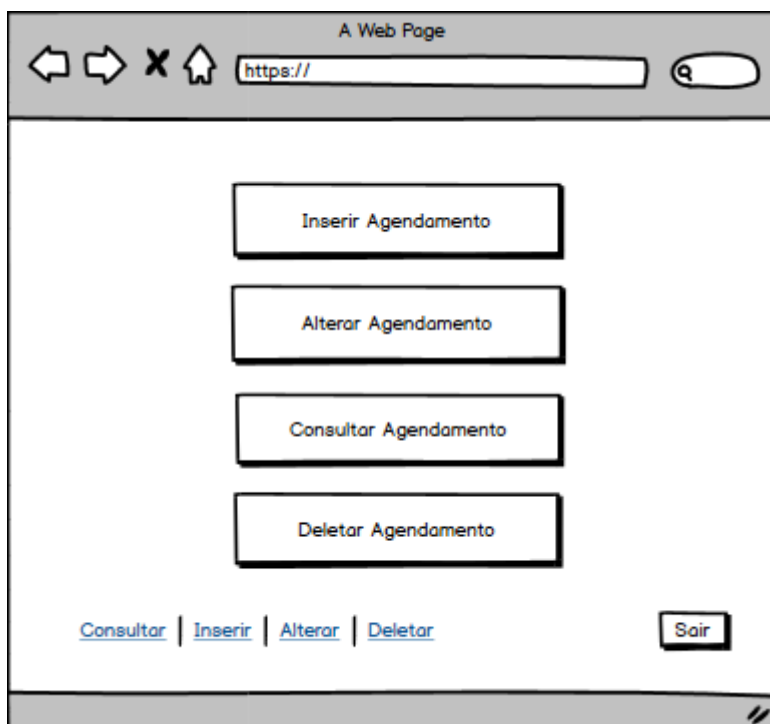 A Web Page
https://
Inserir Agendamento
Alterar Agendamento
Consultar Agendamento
Deletar Agendamento
Consultar | Inserir | Alterar | Deletar
Sair